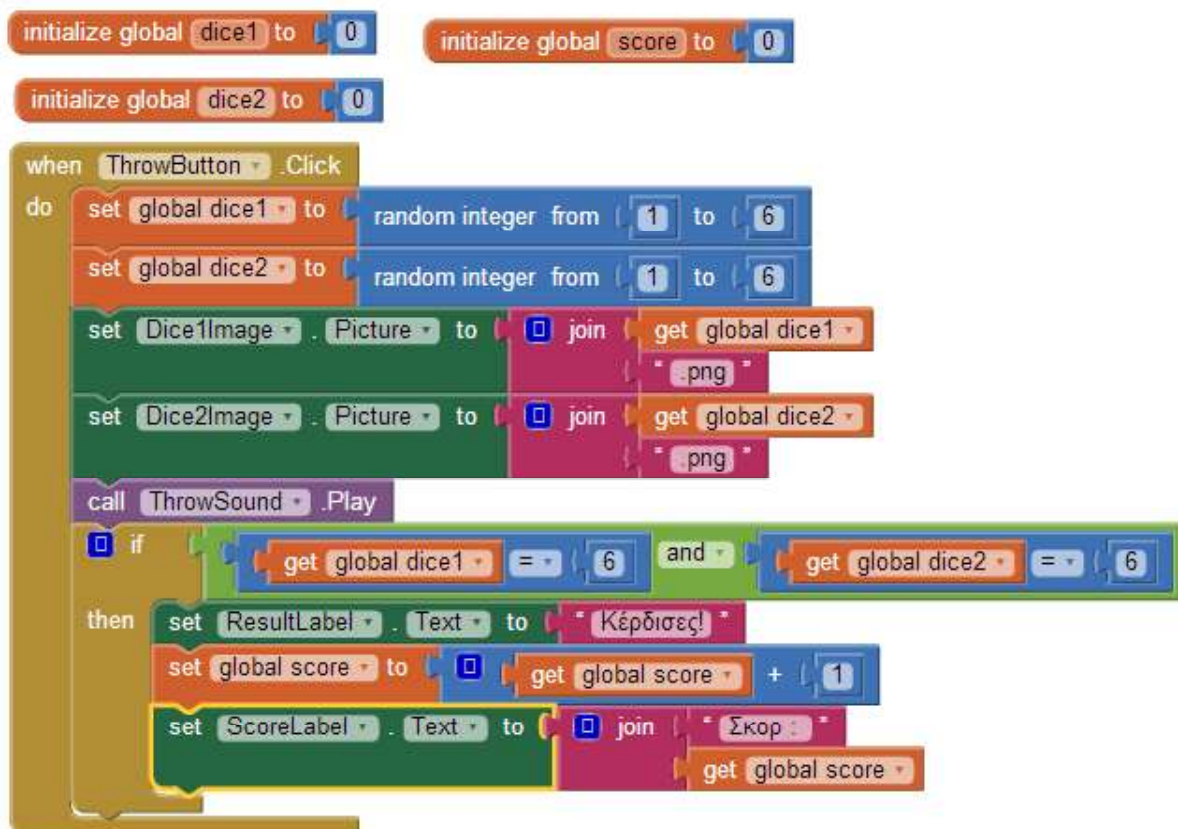 initialize global dice1 to 0
initialize global score to 0
initialize global dice2 to 0
when ThrowButton .Click
do set global dice1 to random integer from 1 to 6
set global dice2 to random integer from 1 to 6
set Dice1Image . Picture to join get global dice1
" .png "
set Dice2Image . Picture to join get global dice2
" .png "
call ThrowSound .Play
if get global dice1 = 6 and get global dice2 = 6
then set ResultLabel . Text to " Κέρδισες! "
set global score to get global score + 1
set ScoreLabel . Text to join " Σκορ : "
get global score